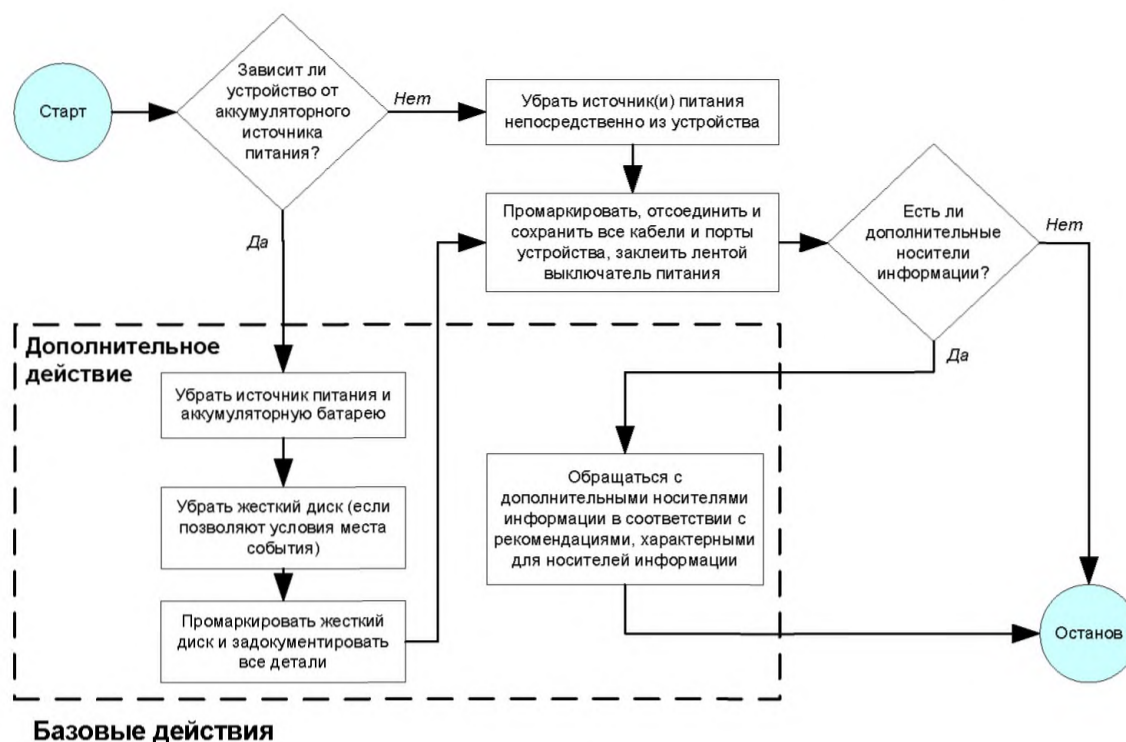 Старт
Зависит ли
устройство от
аккумуляторного
источника
питания?
Нет
Убрать источник(и) питания
непосредственно из устройства
Промаркировать, отсоединить и
сохранить все кабели и порты
устройства, заклеить лентой
выключатель питания
Есть ли
дополнительные
носители
информации?
Нет
Да
Да
Дополнительное
действие
Убрать источник питания и
аккумуляторную батарею
Убрать жесткий диск (если
позволяют условия места
события)
Промаркировать жесткий
диск и задокументировать
все детали
Обращаться с
дополнительными носителями
информации в соответствии с
рекомендациями, характерными
для носителей информации
Останов
Базовые действия